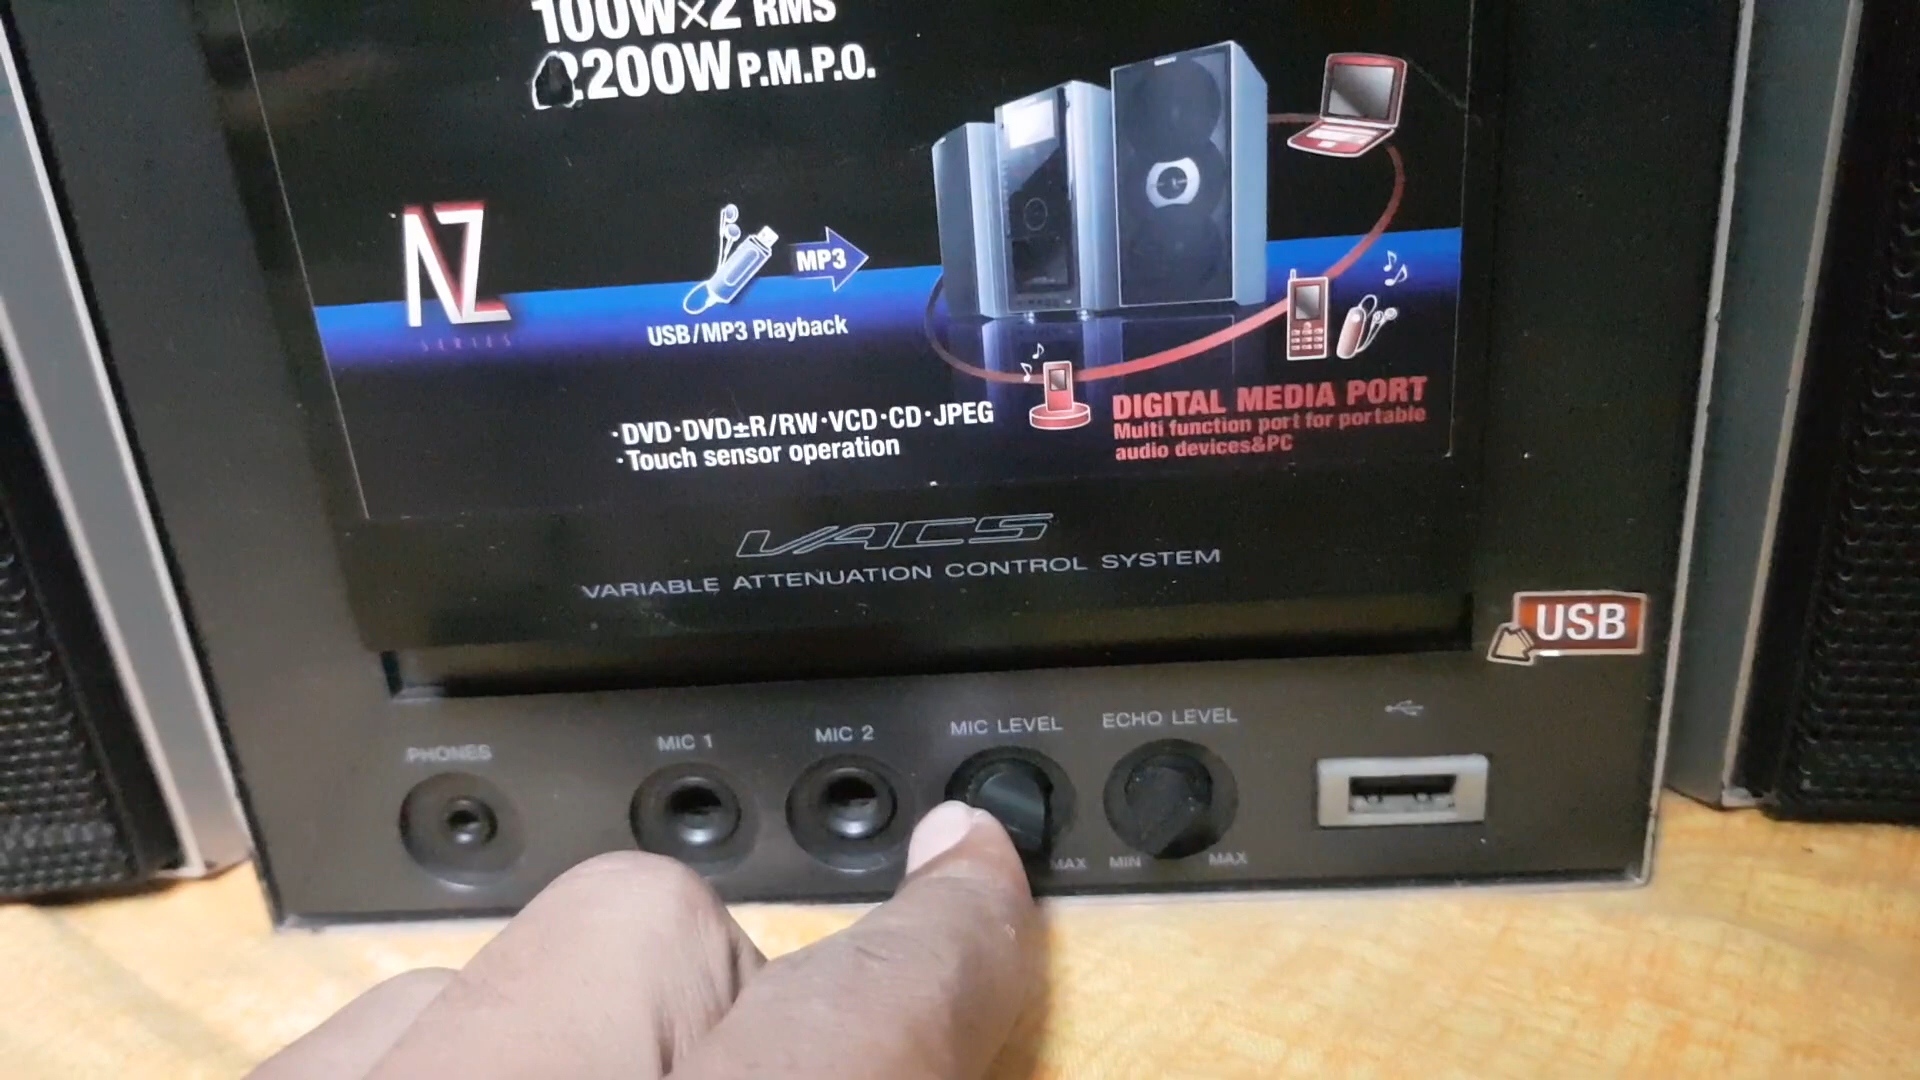 100W×2 RMS
2200W P.M.P.O.
NZ
SERIES
MP3
USB/MP3 Playback
·DVD·DVD±R/RW·VCD·CD·JPEG
·Touch sensor operation
DIGITAL MEDIA PORT
Multi function port for portable
audio devices&PC
VACS
VARIABLE ATTENUATION CONTROL SYSTEM
USB
PHONES
MIC 1
MIC 2
MIC LEVEL
ECHO LEVEL
MAX
MIN
MAX